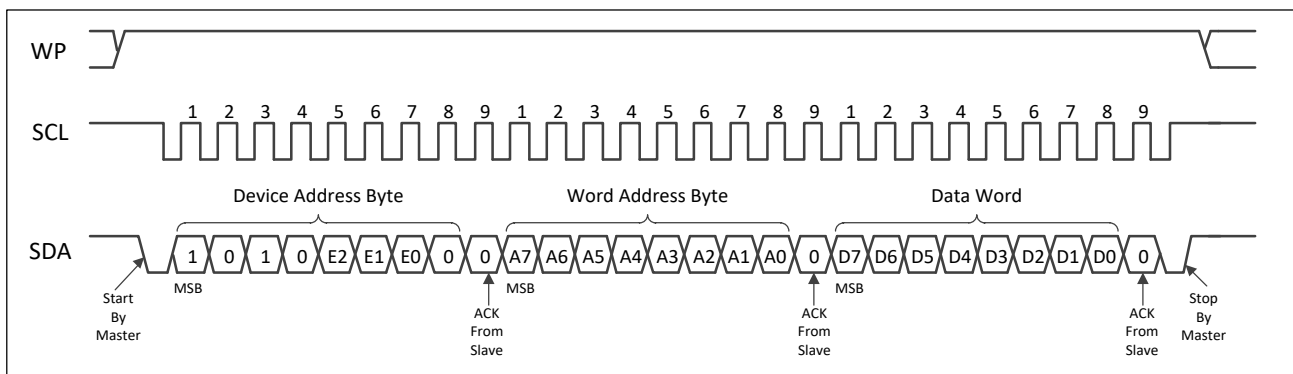 WP
1 2 3 4 5 6 7 8 9 1 2 3 4 5 6 7 8 9 1 2 3 4 5 6 7 8 9
SCL
Device Address Byte Word Address Byte Data Word
SDA
1 0 1 0 E2 E1 E0 0 0 A7 A6 A5 A4 A3 A2 A1 A0 0 D7 D6 D5 D4 D3 D2 D1 D0 0
MSB MSB MSB
Start
By
Master
ACK
From
Slave
ACK
From
Slave
ACK
From
Slave
Stop
By
Master